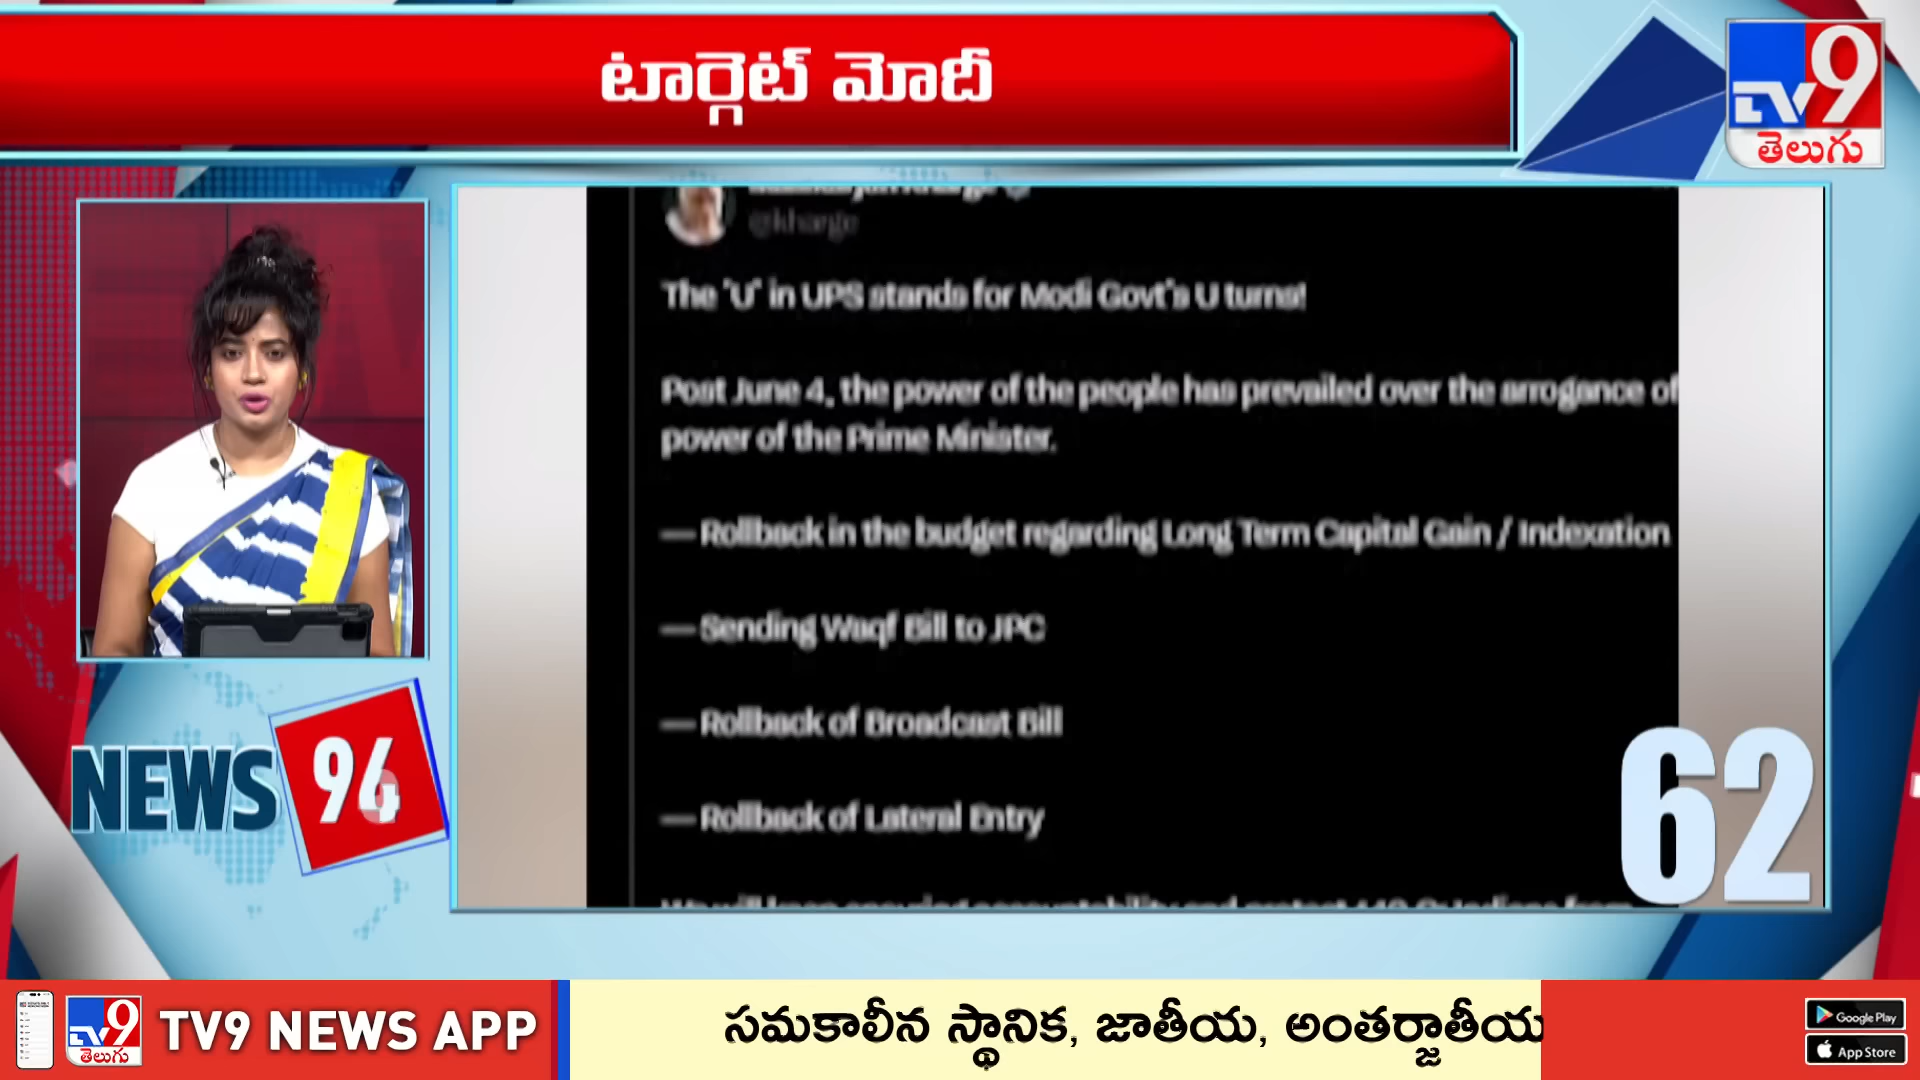 టార్గెట్ మోదీ
TV9
తెలుగు
@kharge
The "U" in UPS stands for Modi Govt's U turns!
Post June 4, the power of the people has prevailed over the arrogance of
power of the Prime Minister.
— Rollback in the budget regarding Long Term Capital Gain / Indexation
— Sending Waqf Bill to JPC
— Rollback of Broadcast Bill
— Rollback of Lateral Entry
62
NEWS
94
TV9
తెలుగు
TV9 NEWS APP
సమకాలీన స్థానిక, జాతీయ, అంతర్జాతీయ
Google Play
App Store